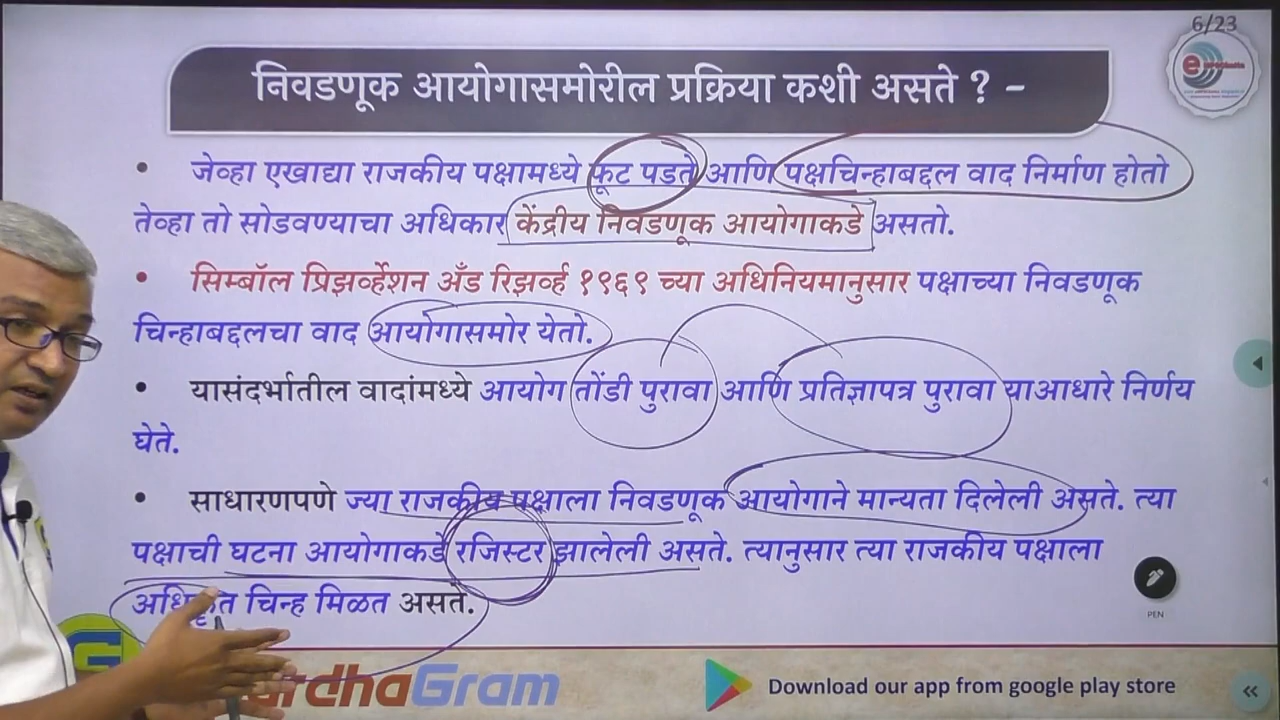 6/23
निवडणूक आयोगासमोरील प्रक्रिया कशी असते ? -
• जेव्हा एखाद्या राजकीय पक्षामध्ये फूट पडते आणि पक्षचिन्हाबद्दल वाद निर्माण होतो
तेव्हा तो सोडवण्याचा अधिकार केंद्रीय निवडणूक आयोगाकडे असतो.
• सिम्बॉल प्रिझर्व्हेशन अँड रिझर्व्ह १९६९ च्या अधिनियमानुसार पक्षाच्या निवडणूक
चिन्हाबद्दलचा वाद आयोगासमोर येतो.
• यासंदर्भातील वादांमध्ये आयोग तोंडी पुरावा आणि प्रतिज्ञापत्र पुरावा याआधारे निर्णय
घेते.
• साधारणपणे ज्या राजकीय पक्षाला निवडणूक आयोगाने मान्यता दिलेली असते. त्या
पक्षाची घटना आयोगाकडे रजिस्टर झालेली असते. त्यानुसार त्या राजकीय पक्षाला
अधिकृत चिन्ह मिळत असते.
PEN
Gram
Download our app from google play store